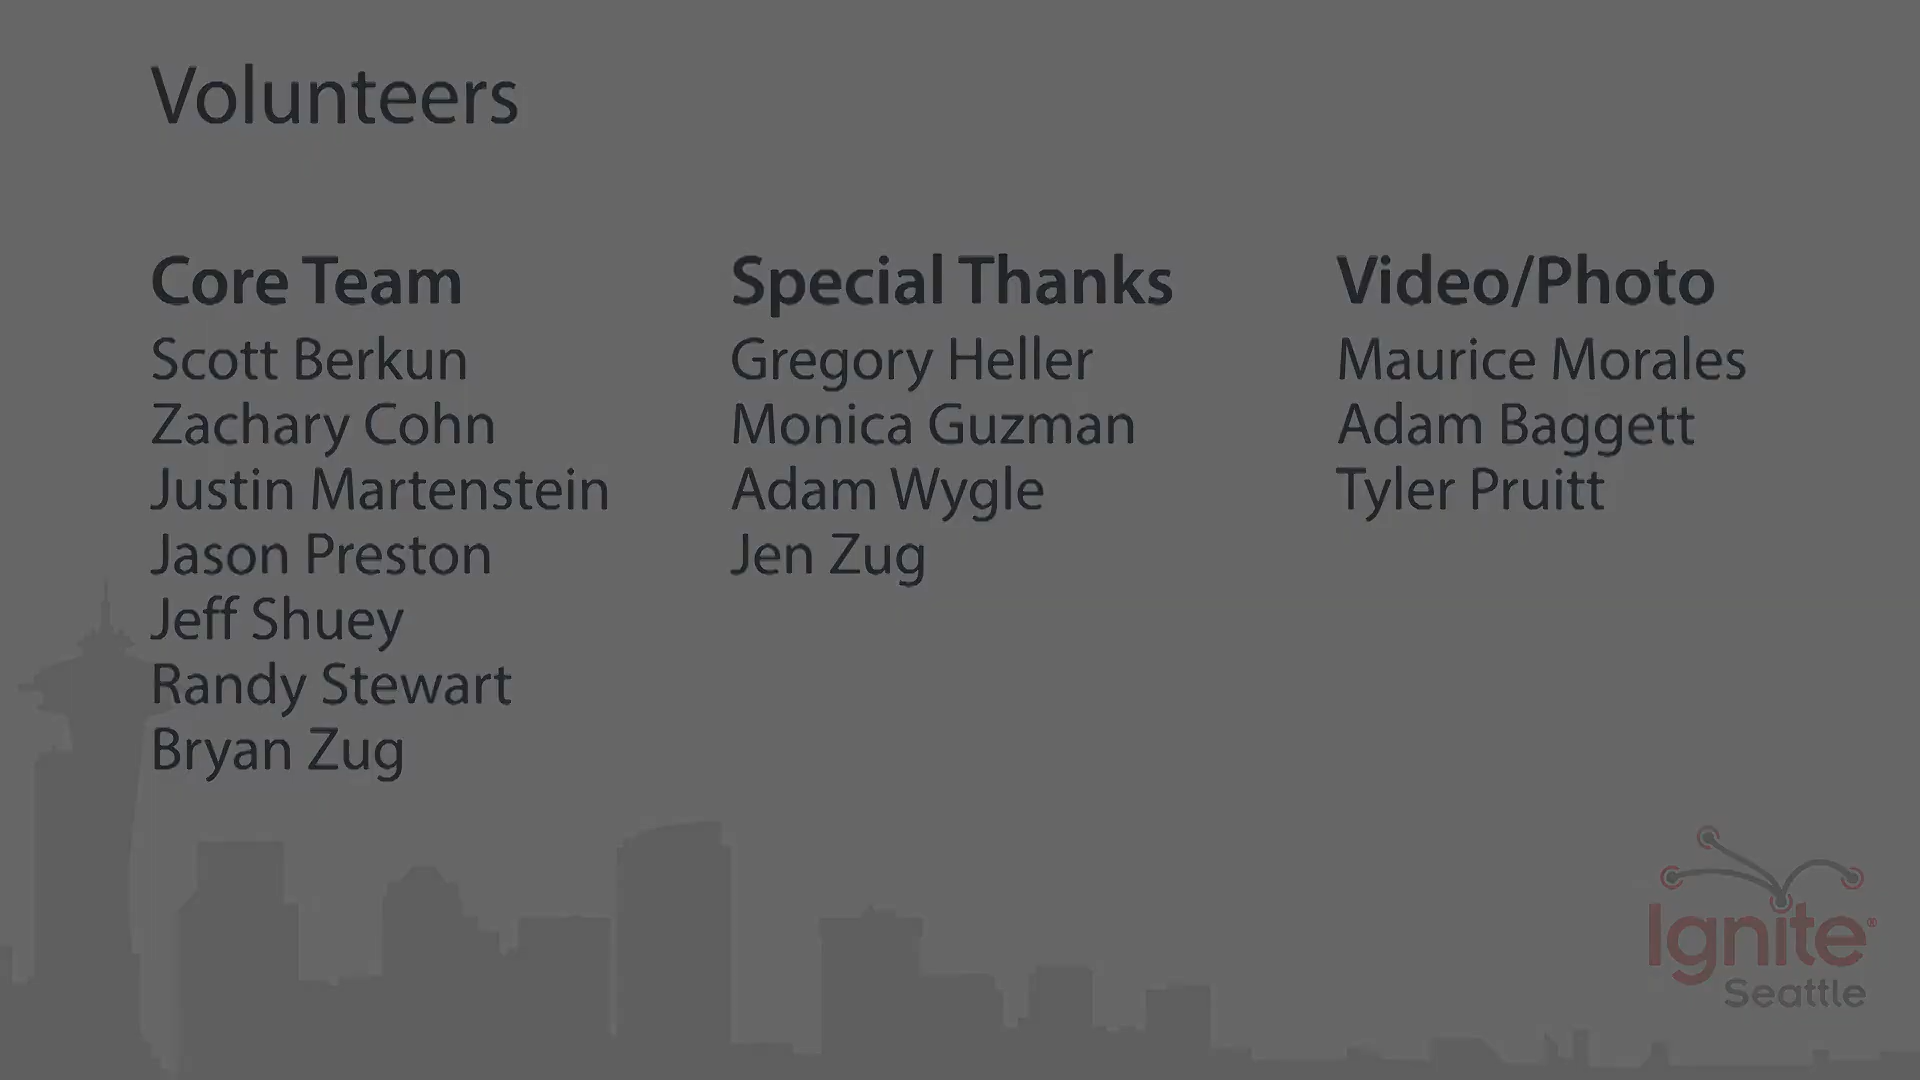 Volunteers
Core Team
Scott Berkun
Zachary Cohn
Justin Martenstein
Jason Preston
Jeff Shuey
Randy Stewart
Bryan Zug
Special Thanks
Gregory Heller
Monica Guzman
Adam Wygle
Jen Zug
Video/Photo
Maurice Morales
Adam Baggett
Tyler Pruitt
Ignite®
Seattle